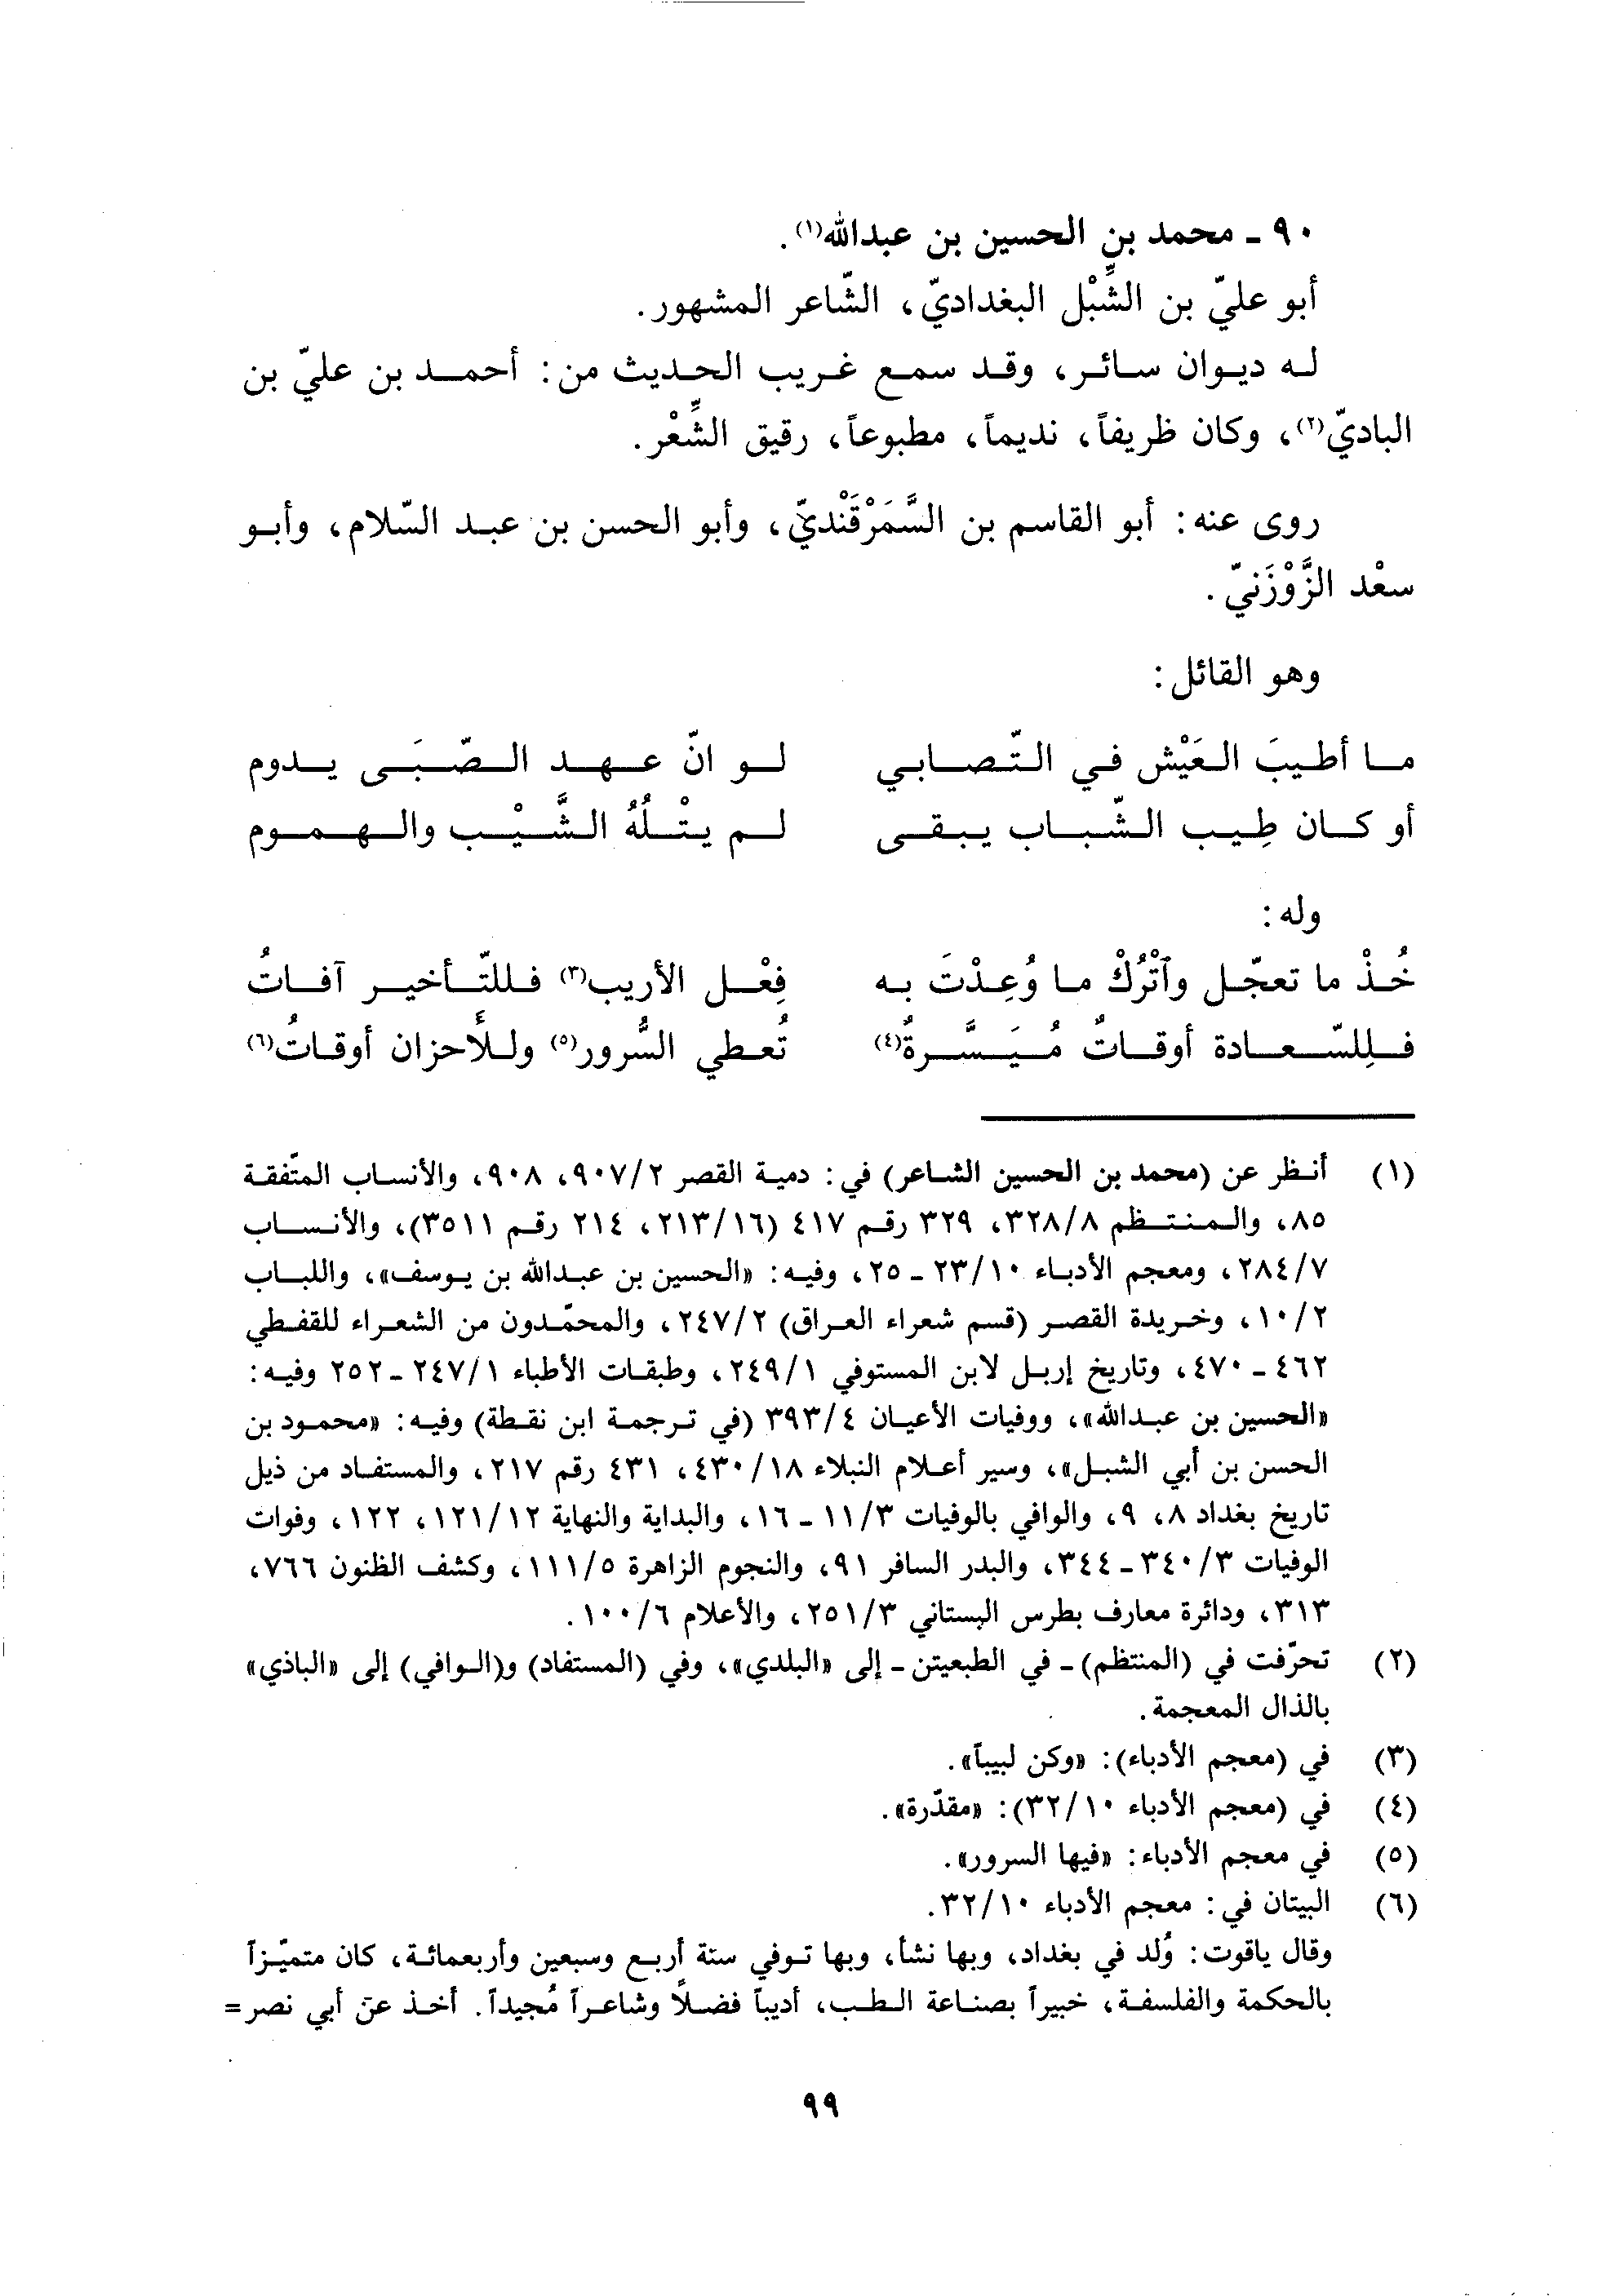 ٩٠ - محمد بن الحسين بن عبدالله(١).
أبو عليّ بن الشِّبْل البغداديّ، الشّاعر المشهور.
له ديوان سائر، وقد سمع غريب الحديث من: أحمد بن عليّ بن
الباديّ(٢)، وكان ظريفاً، نديماً، مطبوعاً، رقيق الشِّعْر.
روى عنه: أبو القاسم بن السَّمَرْقَنْديّ، وأبو الحسن بن عبد السّلام، وأبو
سعْد الزَّوْزَنيّ.
وهو القائل:
ما أطيبَ العَيْش في التّصابي لو انّ عهد الصّبَى يدوم
أو كان طِيب الشّباب يبقى لم يتْلُهُ الشَّيْب والهموم
وله:
خُذْ ما تعجّل وٱتْرُكْ ما وُعِدْتَ به فِعْل الأريب(٣) فللتّأخير آفاتُ
فلِلسّعادة أوقاتٌ مُيَسَّرةٌ(٤) تُعطي السُّرور(٥) وللأحزان أوقاتُ(٦)
(١) أنظر عن (محمد بن الحسين الشاعر) في: دمية القصر ٩٠٧/٢، ٩٠٨، والأنساب المتّفقة
٨٥، والمنتظم ٣٢٨/٨، ٣٢٩ رقم ٤١٧ (٢١٣/١٦، ٢١٤ رقم ٣٥١١)، والأنساب
٢٨٤/٧، ومعجم الأدباء ٢٣/١٠ - ٢٥، وفيه: «الحسين بن عبدالله بن يوسف»، واللباب
١٠/٢، وخريدة القصر (قسم شعراء العراق) ٢٤٧/٢، والمحمّدون من الشعراء للقفطي
٤٦٢ - ٤٧٠، وتاريخ إربل لابن المستوفي ٢٤٩/١، وطبقات الأطباء ٢٤٧/١ - ٢٥٢ وفيه:
«الحسين بن عبدالله»، ووفيات الأعيان ٣٩٣/٤ (في ترجمة ابن نقطة) وفيه: «محمود بن
الحسن بن أبي الشبل»، وسير أعلام النبلاء ٤٣٠/١٨، ٤٣١ رقم ٢١٧، والمستفاد من ذيل
تاريخ بغداد ٨، ٩، والوافي بالوفيات ١١/٣ - ١٦، والبداية والنهاية ١٢١/١٢، ١٢٢، وفوات
الوفيات ٣٤٠/٣ - ٣٤٤، والبدر السافر ٩١، والنجوم الزاهرة ١١١/٥، وكشف الظنون ٧٦٦،
٣١٣، ودائرة معارف بطرس البستاني ٢٥١/٣، والأعلام ١٠٠/٦.
(٢) تحرّفت في (المنتظم) - في الطبعيتن - إلى «البلدي»، وفي (المستفاد) و(الوافي) إلى «الباذي»
بالذال المعجمة.
(٣) في (معجم الأدباء): «وكن لبيباً».
(٤) في (معجم الأدباء ٣٢/١٠): «مقدّرة».
(٥) في معجم الأدباء: «فيها السرور».
(٦) البيتان في: معجم الأدباء ٣٢/١٠.
وقال ياقوت: وُلد في بغداد، وبها نشأ، وبها توفي سنة أربع وسبعين وأربعمائة، كان متميّزاً
بالحكمة والفلسفة، خبيراً بصناعة الطب، أديباً فضلاً وشاعراً مُجيداً. أخذ عن أبي نصر =
٩٩